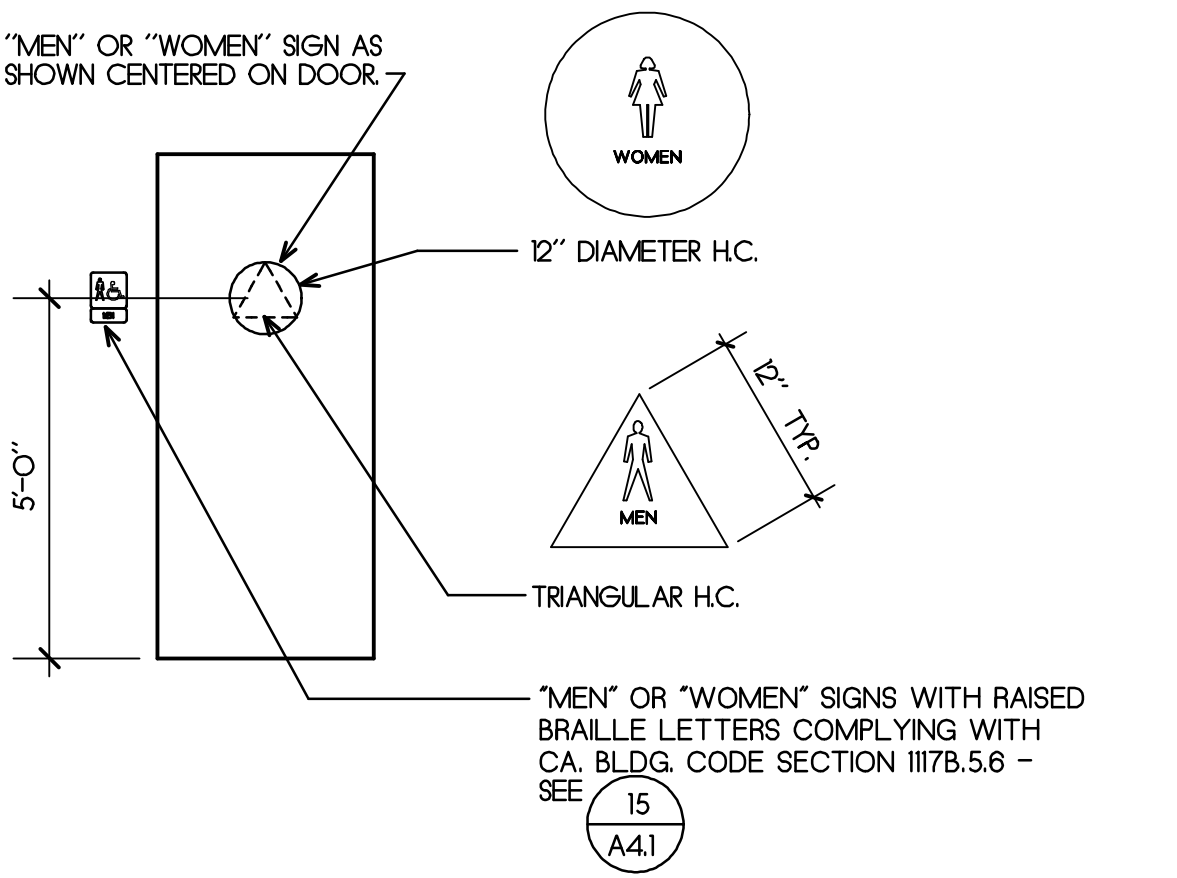 "MEN" OR "WOMEN" SIGN AS
SHOWN CENTERED ON DOOR.
WOMEN
12" DIAMETER H.C.
MEN
5'-0"
12" TYP.
MEN
TRIANGULAR H.C.
"MEN" OR "WOMEN" SIGNS WITH RAISED
BRAILLE LETTERS COMPLYING WITH
CA. BLDG. CODE SECTION 1117B.5.6 -
SEE
15
A4.1